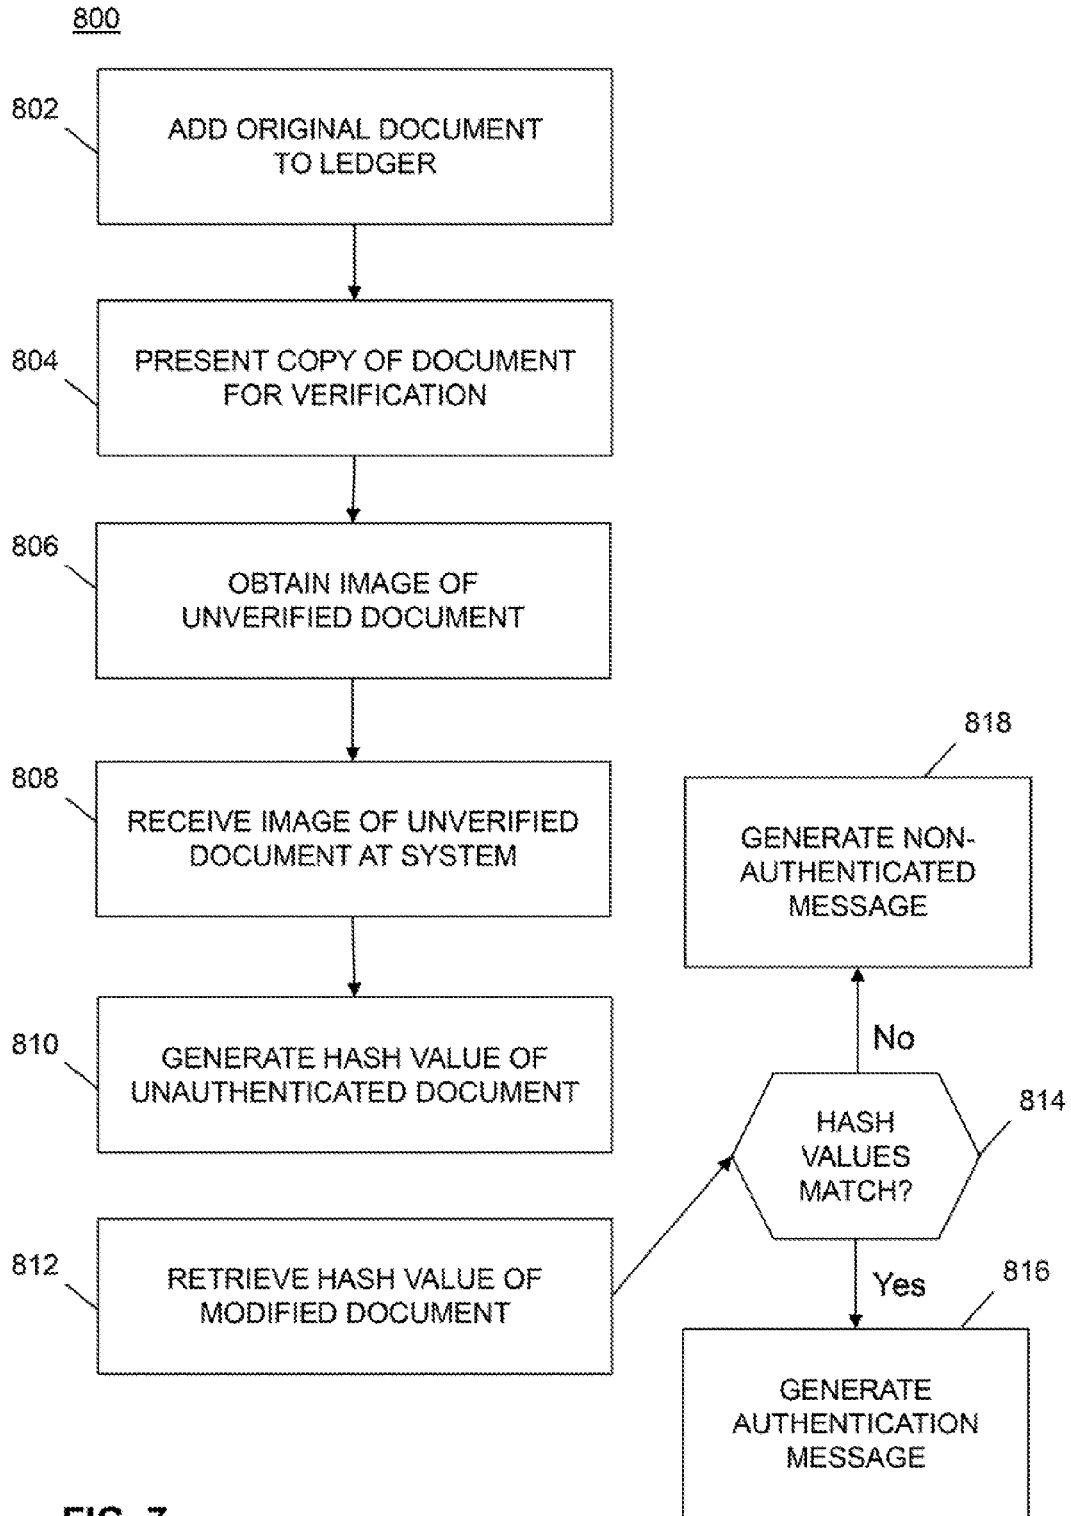 800
802
ADD ORIGINAL DOCUMENT
TO LEDGER
804
PRESENT COPY OF DOCUMENT
FOR VERIFICATION
806
OBTAIN IMAGE OF
UNVERIFIED DOCUMENT
808
RECEIVE IMAGE OF UNVERIFIED
DOCUMENT AT SYSTEM
810
GENERATE HASH VALUE OF
UNAUTHENTICATED DOCUMENT
812
RETRIEVE HASH VALUE OF
MODIFIED DOCUMENT
818
GENERATE NON-
AUTHENTICATED
MESSAGE
No
814
HASH
VALUES
MATCH?
Yes
816
GENERATE
AUTHENTICATION
MESSAGE
FIG. 7